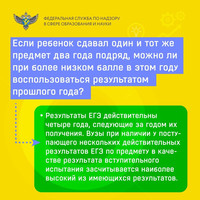 ФЕДЕРАЛЬНАЯ СЛУЖБА ПО НАДЗОРУ
В СФЕРЕ ОБРАЗОВАНИЯ И НАУКИ
Если ребенок сдавал один и тот же
предмет два года подряд, можно ли
при более низком балле в этом году
воспользоваться результатом
прошлого года?
Результаты ЕГЭ действительны
четыре года, следующие за годом их
получения. Вузы при наличии у посту-
пающего нескольких действительных
результатов ЕГЭ по предмету в каче-
стве результата вступительного
испытания засчитывается наиболее
высокий из имеющихся результатов.